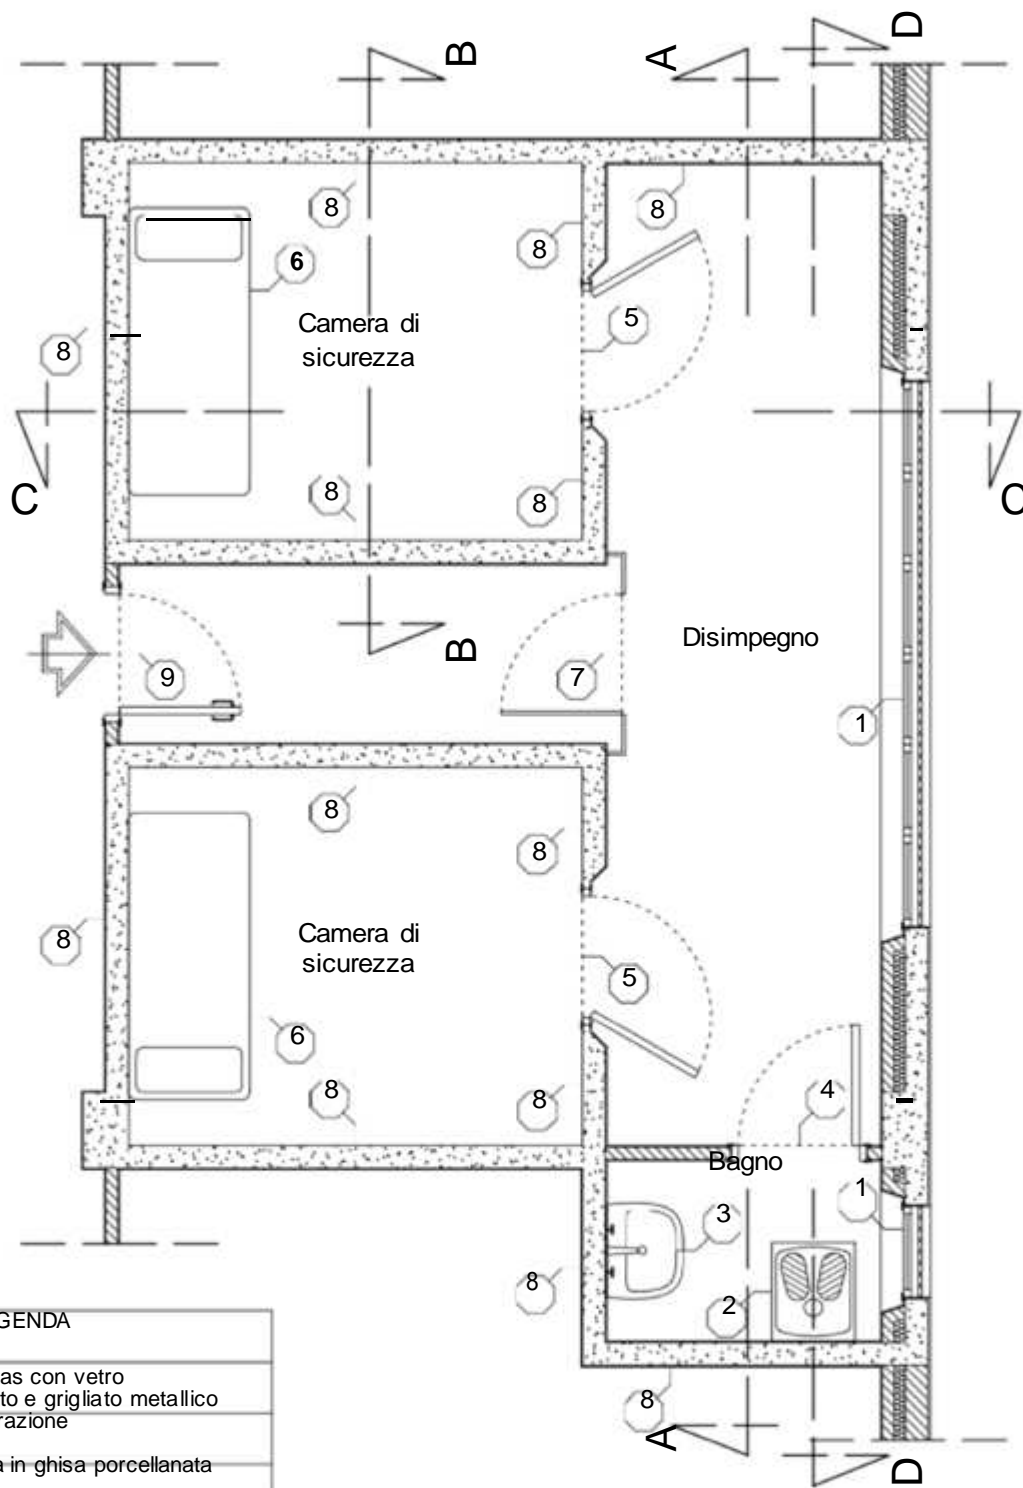 B
A
D
8
8
8
6
5
Camera di
sicurezza
8
C
C
8
8
Disimpegno
B
9
7
1
8
8
8
Camera di
sicurezza
5
6
8
8
4
Bagno
1
3
8
2
8
A
D
GENDA
as con vetro
to e grigliato metallico
razione
a in ghisa porcellanata